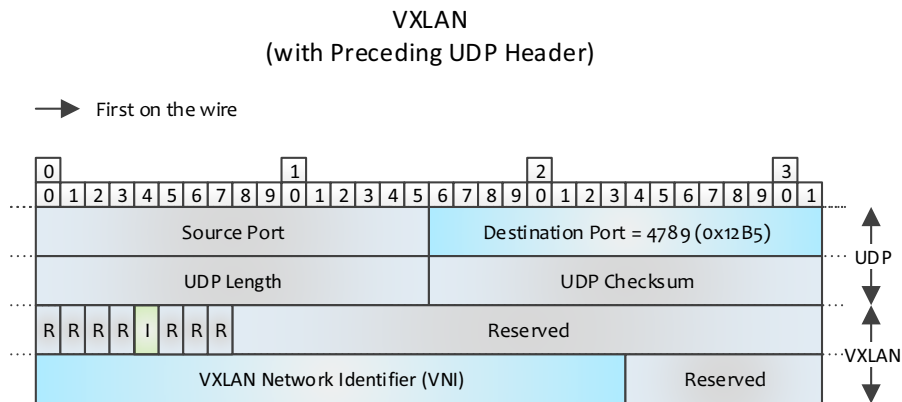 VXLAN
(with Preceding UDP Header)
First on the wire
0 1 2 3
0 1 2 3 4 5 6 7 8 9 0 1 2 3 4 5 6 7 8 9 0 1 2 3 4 5 6 7 8 9 0 1
Source Port Destination Port = 4789 (0x12B5)
UDP
UDP Length UDP Checksum
R R R R I R R R Reserved
VXLAN
VXLAN Network Identifier (VNI) Reserved